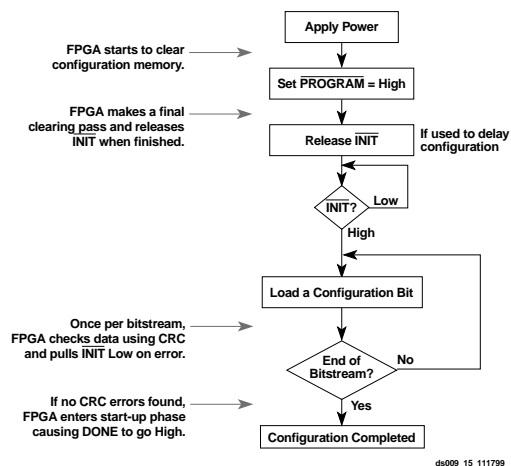 Apply Power
FPGA starts to clear
configuration memory.
Set PROGRAM = High
FPGA makes a final
clearing pass and releases
INIT when finished.
Release INIT
If used to delay
configuration
INIT?
Low
High
Load a Configuration Bit
Once per bitstream,
FPGA checks data using CRC
and pulls INIT Low on error.
End of
Bitstream?
No
Yes
If no CRC errors found,
FPGA enters start-up phase
causing DONE to go High.
Configuration Completed
ds009_15_111799